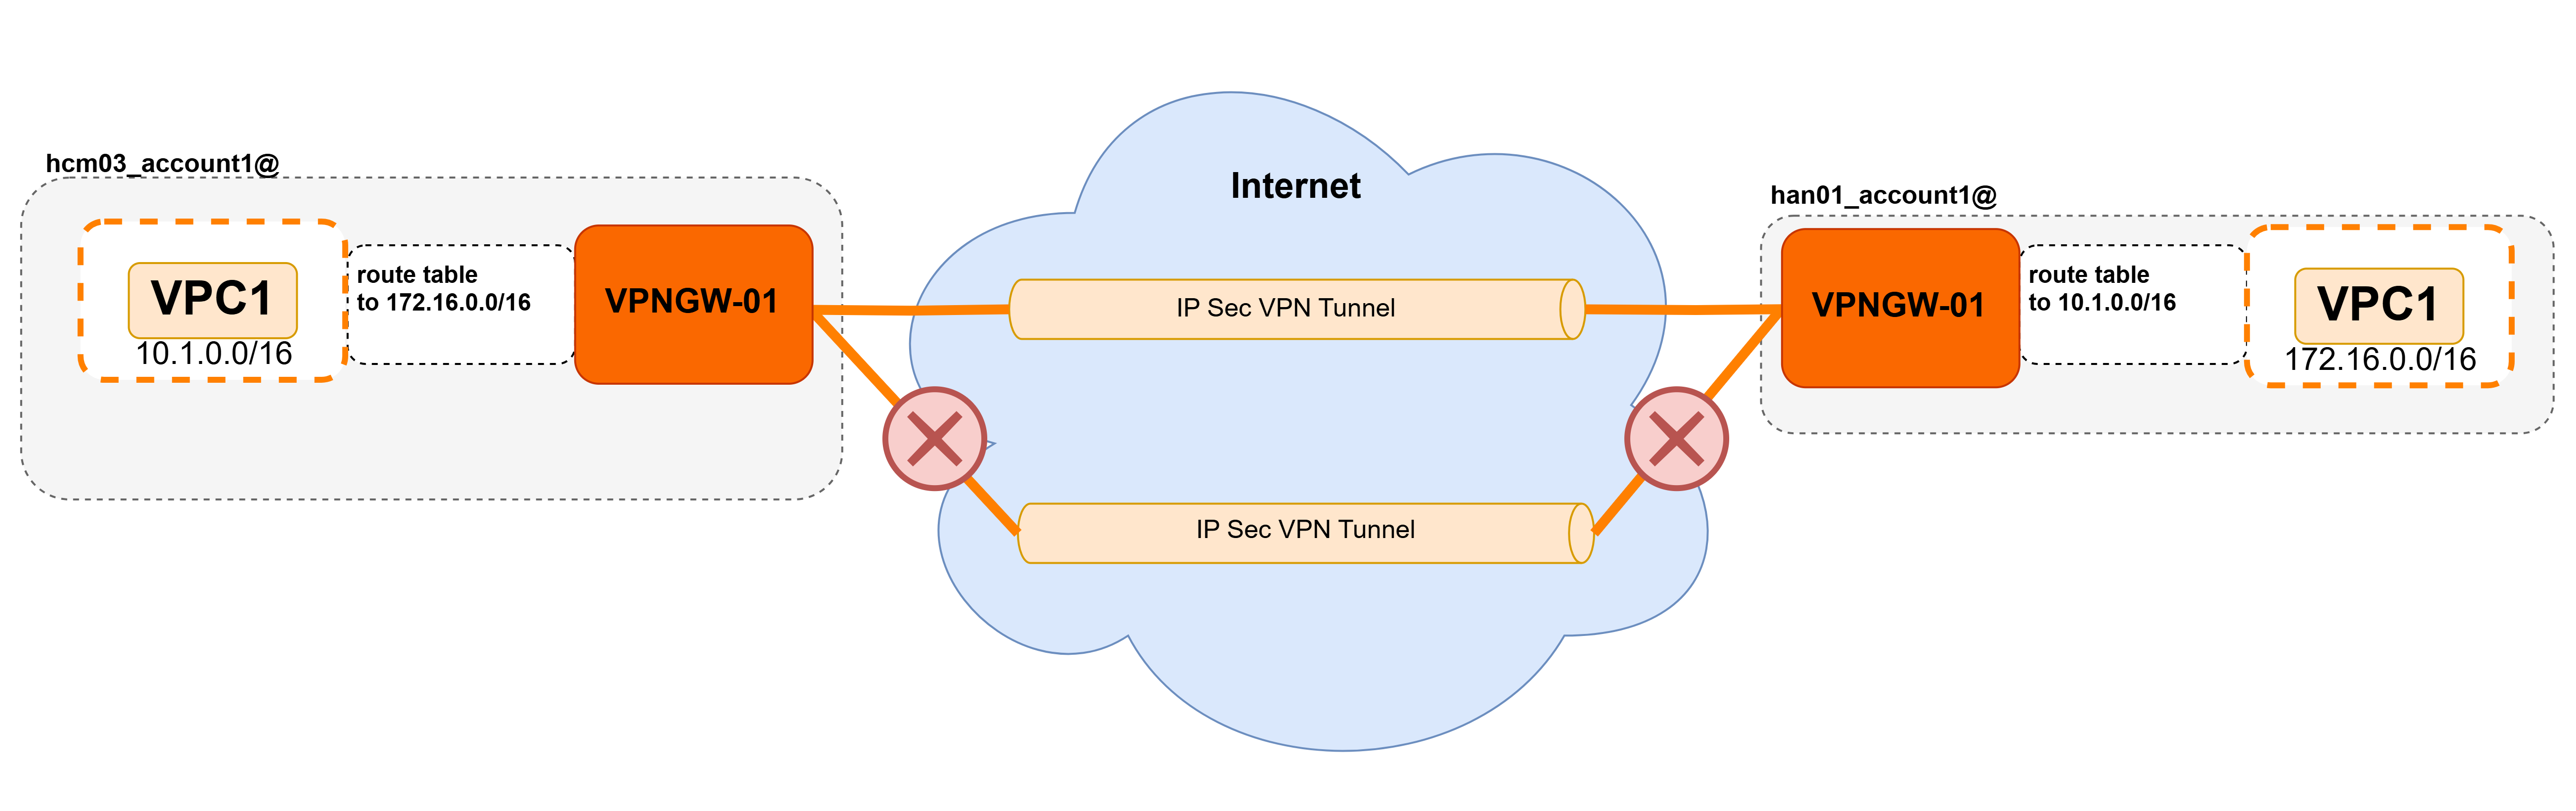 hcm03_account1@
VPC1
10.1.0.0/16
route table
to 172.16.0.0/16
VPNGW-01
Internet
IP Sec VPN Tunnel
IP Sec VPN Tunnel
han01_account1@
VPNGW-01
route table
to 10.1.0.0/16
VPC1
172.16.0.0/16